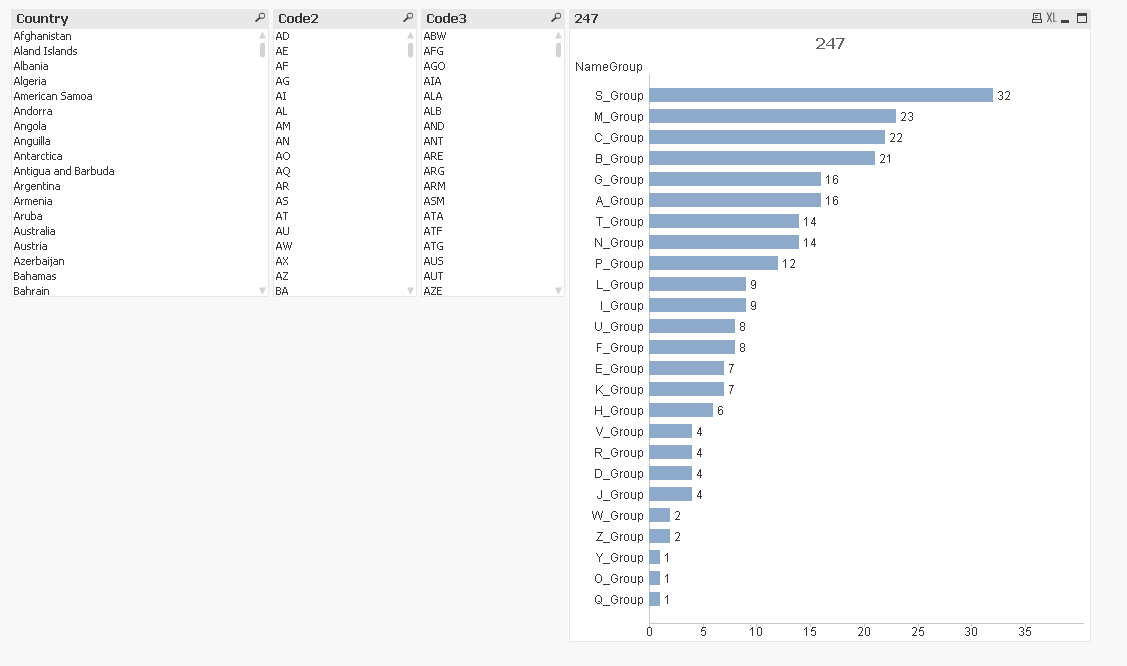 Country
Afghanistan
Aland Islands
Albania
Algeria
American Samoa
Andorra
Angola
Anguilla
Antarctica
Antigua and Barbuda
Argentina
Armenia
Aruba
Australia
Austria
Azerbaijan
Bahamas
Bahrain
Code2
AD
AE
AF
AG
AI
AL
AM
AN
AO
AQ
AR
AS
AT
AU
AW
AX
AZ
BA
Code3
ABW
AFG
AGO
AIA
ALA
ALB
AND
ANT
ARE
ARG
ARM
ASM
ATA
ATF
ATG
AUS
AUT
AZE
247 XL
247
NameGroup
S_Group 32
M_Group 23
C_Group 22
B_Group 21
G_Group 16
A_Group 16
T_Group 14
N_Group 14
P_Group 12
L_Group 9
I_Group 9
U_Group 8
F_Group 8
E_Group 7
K_Group 7
H_Group 6
V_Group 4
R_Group 4
D_Group 4
J_Group 4
W_Group 2
Z_Group 2
Y_Group 1
O_Group 1
Q_Group 1
0 5 10 15 20 25 30 35